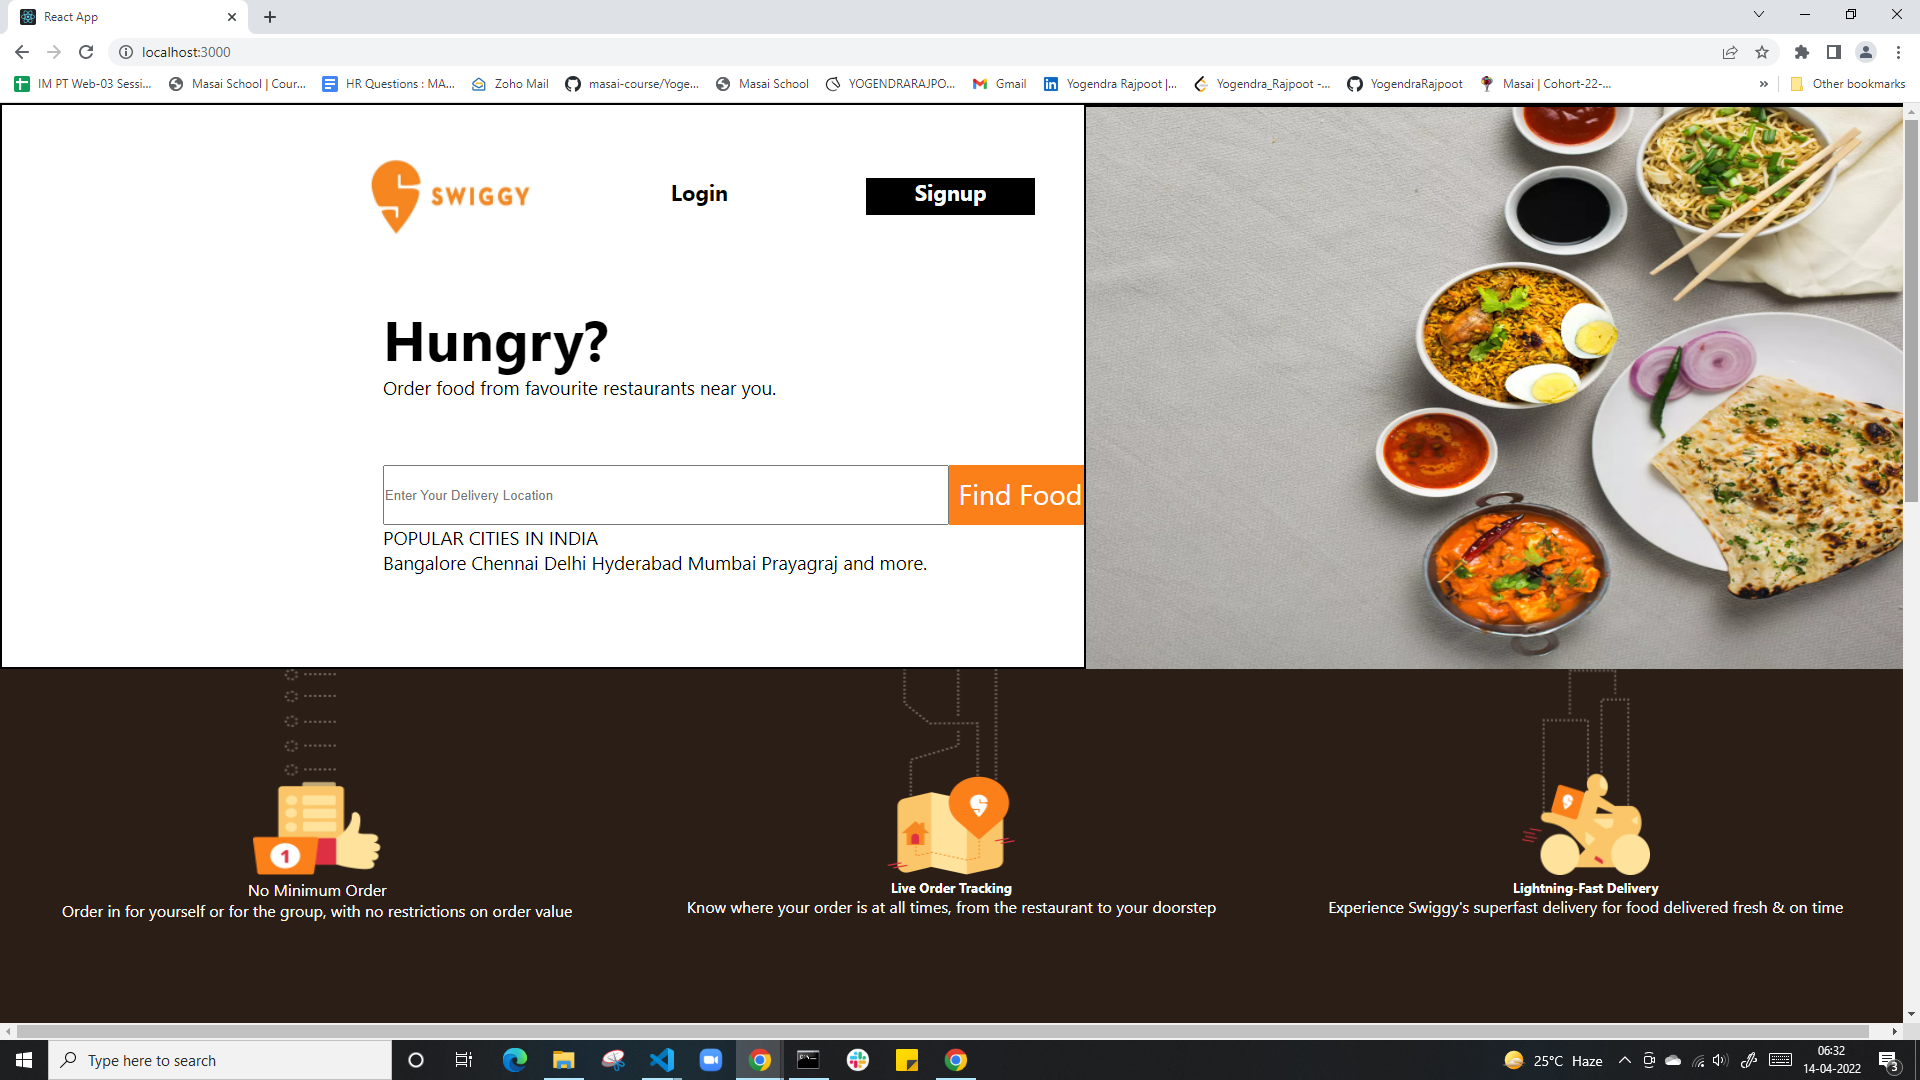 React App
localhost:3000
IM PT Web-03 Sessi...
Masai School | Cour...
HR Questions : MA...
Zoho Mail
masai-course/Yoge...
Masai School
YOGENDRARAJPO...
Gmail
Yogendra Rajpoot |...
Yogendra_Rajpoot -...
YogendraRajpoot
Masai | Cohort-22-...
»
Other bookmarks
SWIGGY
Login
Signup
Hungry?
Order food from favourite restaurants near you.
Enter Your Delivery Location
Find Food
POPULAR CITIES IN INDIA
Bangalore Chennai Delhi Hyderabad Mumbai Prayagraj and more.
1
No Minimum Order
Order in for yourself or for the group, with no restrictions on order value
Live Order Tracking
Know where your order is at all times, from the restaurant to your doorstep
Lightning-Fast Delivery
Experience Swiggy's superfast delivery for food delivered fresh & on time
Type here to search
25°C Haze
06:32
14-04-2022
3